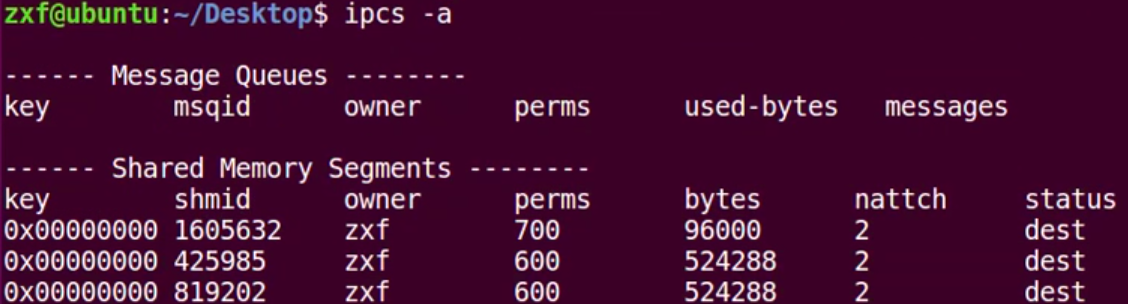 zxf@ubuntu:~/Desktop$ ipcs -a
------ Message Queues --------
key        msqid      owner      perms      used-bytes   messages
------ Shared Memory Segments --------
key        shmid      owner      perms      bytes      nattch     status
0x00000000 1605632    zxf        700        96000      2          dest
0x00000000 425985     zxf        600        524288     2          dest
0x00000000 819202     zxf        600        524288     2          dest